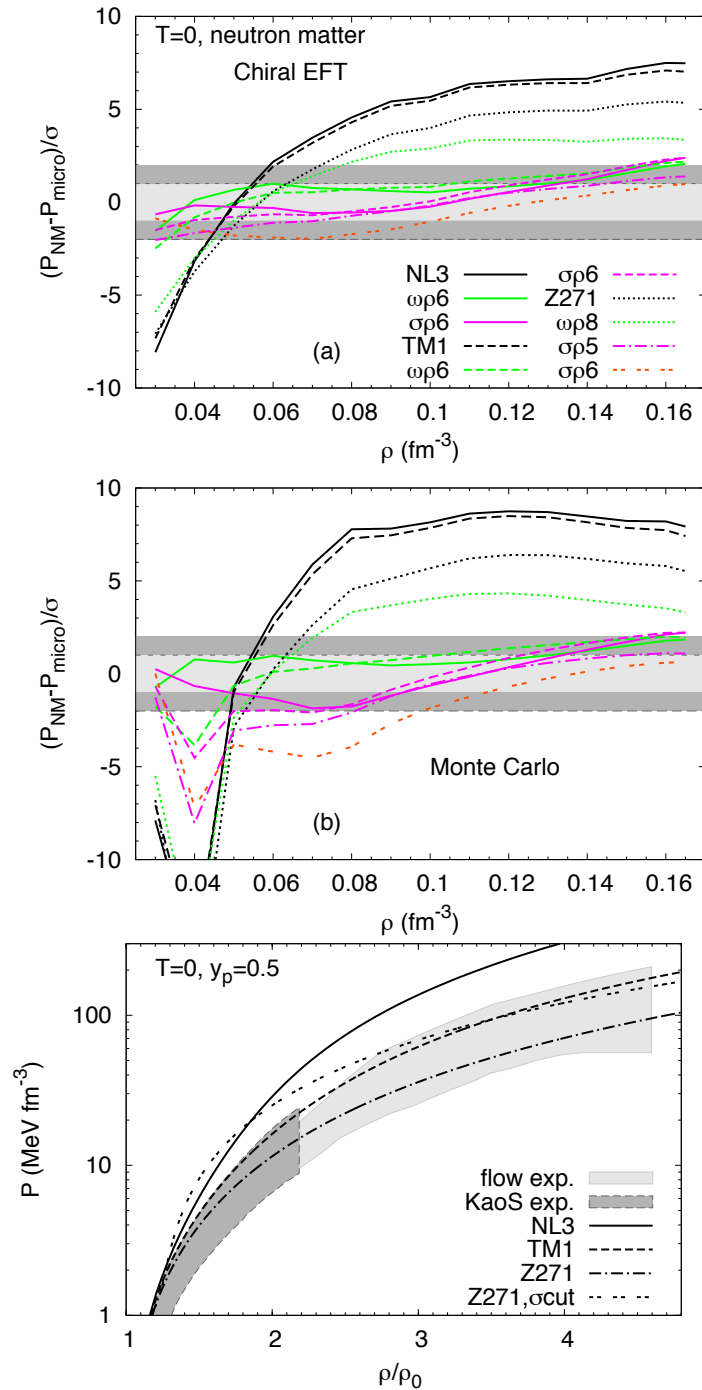 T=0, neutron matter
Chiral EFT
(P_NM-P_micro)/σ
10
5
0
-5
-10
NL3
ωρ6
σρ6
TM1
ωρ6
σρ6
Z271
ωρ8
σρ5
σρ6
(a)
0.04 0.06 0.08 0.1 0.12 0.14 0.16
ρ (fm⁻³)
(P_NM-P_micro)/σ
10
5
0
-5
-10
Monte Carlo
(b)
0.04 0.06 0.08 0.1 0.12 0.14 0.16
ρ (fm⁻³)
T=0, y_p=0.5
P (MeV fm⁻³)
100
10
1
flow exp.
KaoS exp.
NL3
TM1
Z271
Z271,σcut
1 2 3 4
ρ/ρ₀